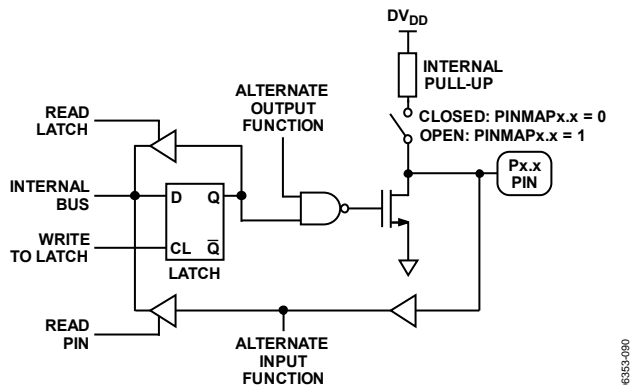 DVDD
INTERNAL
PULL-UP
CLOSED: PINMAPx.x = 0
OPEN: PINMAPx.x = 1
ALTERNATE
OUTPUT
FUNCTION
READ
LATCH
Px.x
PIN
INTERNAL
BUS
D Q
WRITE
TO LATCH
CL Q̅
LATCH
READ
PIN
ALTERNATE
INPUT
FUNCTION
6353-090